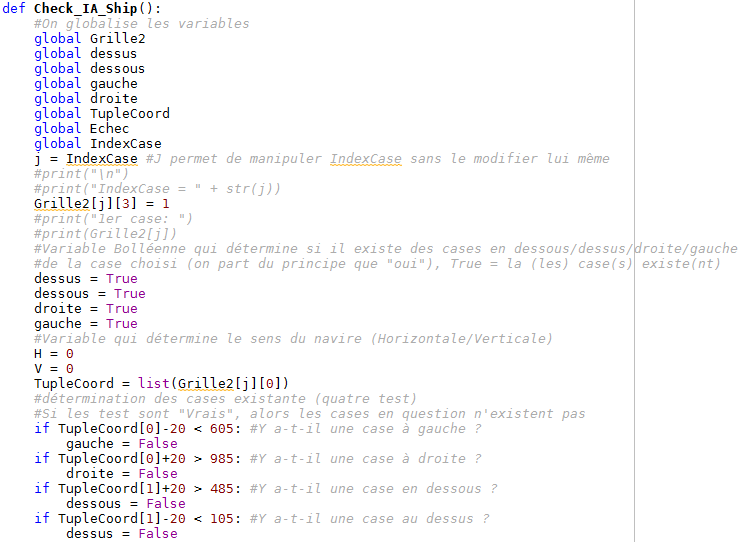 def Check_IA_Ship():
    #On globalise les variables
    global Grille2
    global dessus
    global dessous
    global gauche
    global droite
    global TupleCoord
    global Echec
    global IndexCase
    j = IndexCase #J permet de manipuler IndexCase sans le modifier lui même
    #print("\n")
    #print("IndexCase = " + str(j))
    Grille2[j][3] = 1
    #print("1er case: ")
    #print(Grille2[j])
    #Variable Bolléenne qui détermine si il existe des cases en dessous/dessus/droite/gauche
    #de la case choisi (on part du principe que "oui"), True = la (les) case(s) existe(nt)
    dessus = True
    dessous = True
    droite = True
    gauche = True
    #Variable qui détermine le sens du navire (Horizontale/Verticale)
    H = 0
    V = 0
    TupleCoord = list(Grille2[j][0])
    #détermination des cases existante (quatre test)
    #Si les test sont "Vrais", alors les cases en question n'existent pas
    if TupleCoord[0]-20 < 605: #Y a-t-il une case à gauche ?
        gauche = False
    if TupleCoord[0]+20 > 985: #Y a-t-il une case à droite ?
        droite = False
    if TupleCoord[1]+20 > 485: #Y a-t-il une case en dessous ?
        dessous = False
    if TupleCoord[1]-20 < 105: #Y a-t-il une case au dessus ?
        dessus = False